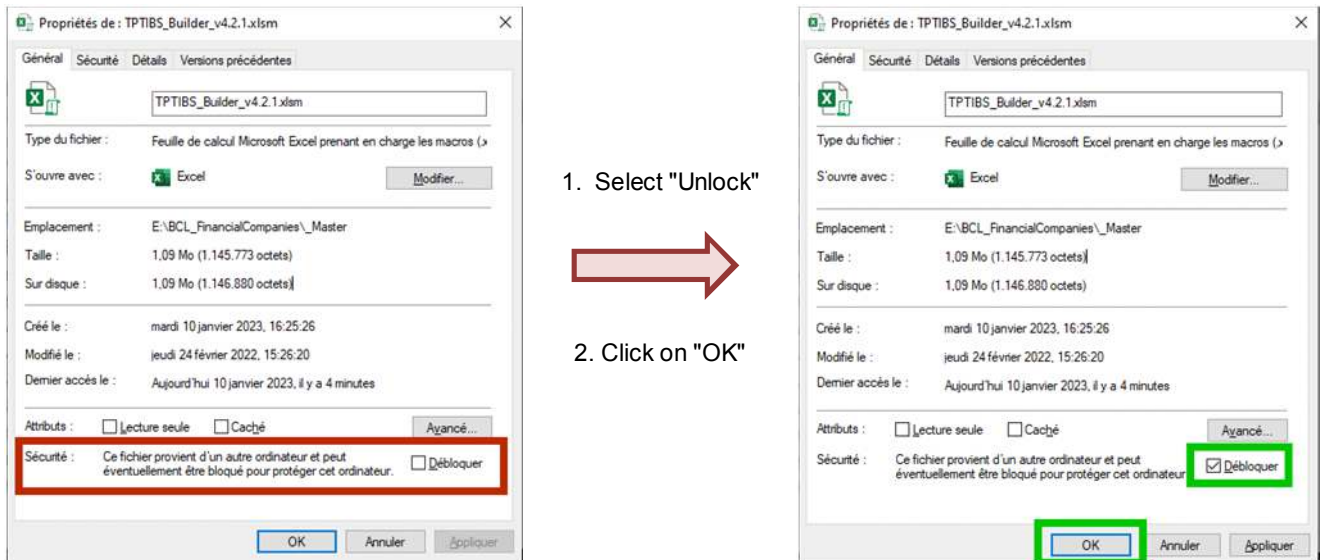 Propriétés de : TPTIBS_Builder_v4.2.1.xlsm
Général Sécurité Détails Versions précédentes
TPTIBS_Builder_v4.2.1.xlsm
Type du fichier : Feuille de calcul Microsoft Excel prenant en charge les macros (.x
S'ouvre avec : Excel Modifier...
Emplacement : E:\BCL_FinancialCompanies\_Master
Taille : 1,09 Mo (1.145.773 octets)
Sur disque : 1,09 Mo (1.146.880 octets)
Créé le : mardi 10 janvier 2023, 16:25:26
Modifié le : jeudi 24 février 2022, 15:26:20
Dernier accès le : Aujourd'hui 10 janvier 2023, il y a 4 minutes
Attributs : Lecture seule Caché Avancé...
Sécurité : Ce fichier provient d'un autre ordinateur et peut
éventuellement être bloqué pour protéger cet ordinateur.
Débloquer
OK Annuler Appliquer
1. Select "Unlock"
2. Click on "OK"
Propriétés de : TPTIBS_Builder_v4.2.1.xlsm
Général Sécurité Détails Versions précédentes
TPTIBS_Builder_v4.2.1.xlsm
Type du fichier : Feuille de calcul Microsoft Excel prenant en charge les macros (.x
S'ouvre avec : Excel Modifier...
Emplacement : E:\BCL_FinancialCompanies\_Master
Taille : 1,09 Mo (1.145.773 octets)
Sur disque : 1,09 Mo (1.146.880 octets)
Créé le : mardi 10 janvier 2023, 16:25:26
Modifié le : jeudi 24 février 2022, 15:26:20
Dernier accès le : Aujourd'hui 10 janvier 2023, il y a 4 minutes
Attributs : Lecture seule Caché Avancé...
Sécurité : Ce fichier provient d'un autre ordinateur et peut
éventuellement être bloqué pour protéger cet ordinateur
Débloquer
OK Annuler Appliquer